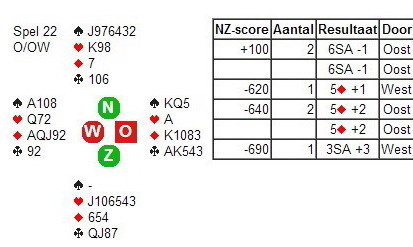 Spel 22
O/OW
♠ J976432
♥ K98
♦ 7
♣ 106
♠ A108
♥ Q72
♦ AQJ92
♣ 92
N
W O
Z
♠ KQ5
♥ A
♦ K1083
♣ AK543
♠ -
♥ J106543
♦ 654
♣ QJ87
NZ-score Aantal Resultaat Door
+100 2 6SA -1 Oost
6SA -1 Oost
-620 1 5♦ +1 West
-640 2 5♦ +2 Oost
5♦ +2 Oost
-690 1 3SA +3 West